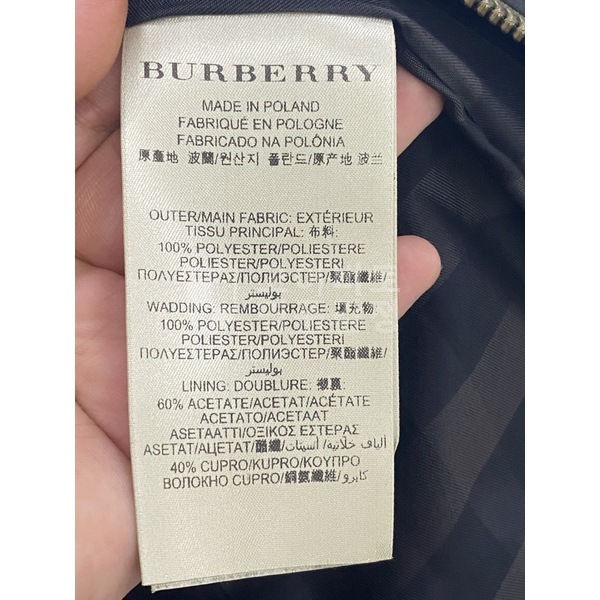 BURBERRY
MADE IN POLAND
FABRIQUÉ EN POLOGNE
FABRICADO NA POLÔNIA
原產地 波蘭/원산지 폴란드/原产地 波兰
OUTER/MAIN FABRIC: EXTÉRIEUR
TISSU PRINCIPAL: 布料:
100% POLYESTER/POLIESTERE
POLYESTER/POLYESTERI
ΠΟΛΥΕΣΤΕΡΑΣ/ПОЛИЭСТЕР/聚酯纖維/
بوليستر
WADDING: REMBOURRAGE: 填充物:
100% POLYESTER/POLIESTERE
POLYESTER/POLYESTERI
ΠΟΛΥΕΣΤΕΡΑΣ/ПОЛИЭСТЕР/聚酯纖維/
بوليستر
LINING: DOUBLURE: 襯裏:
60% ACETATE/ACETAT/ACÉTATE
ACETATO/ACETAAT
ASETAATTI/ΟΞΙΚΟΣ ΕΣΤΕΡΑΣ
ASETAT/АЦЕТАТ/醋纖/أسيتات/ألياف خلاتيه
40% CUPRO/KUPRO/ΚΟΥΠΡΟ
ВОЛОКНО CUPRO/銅氨纖維/كابرو/